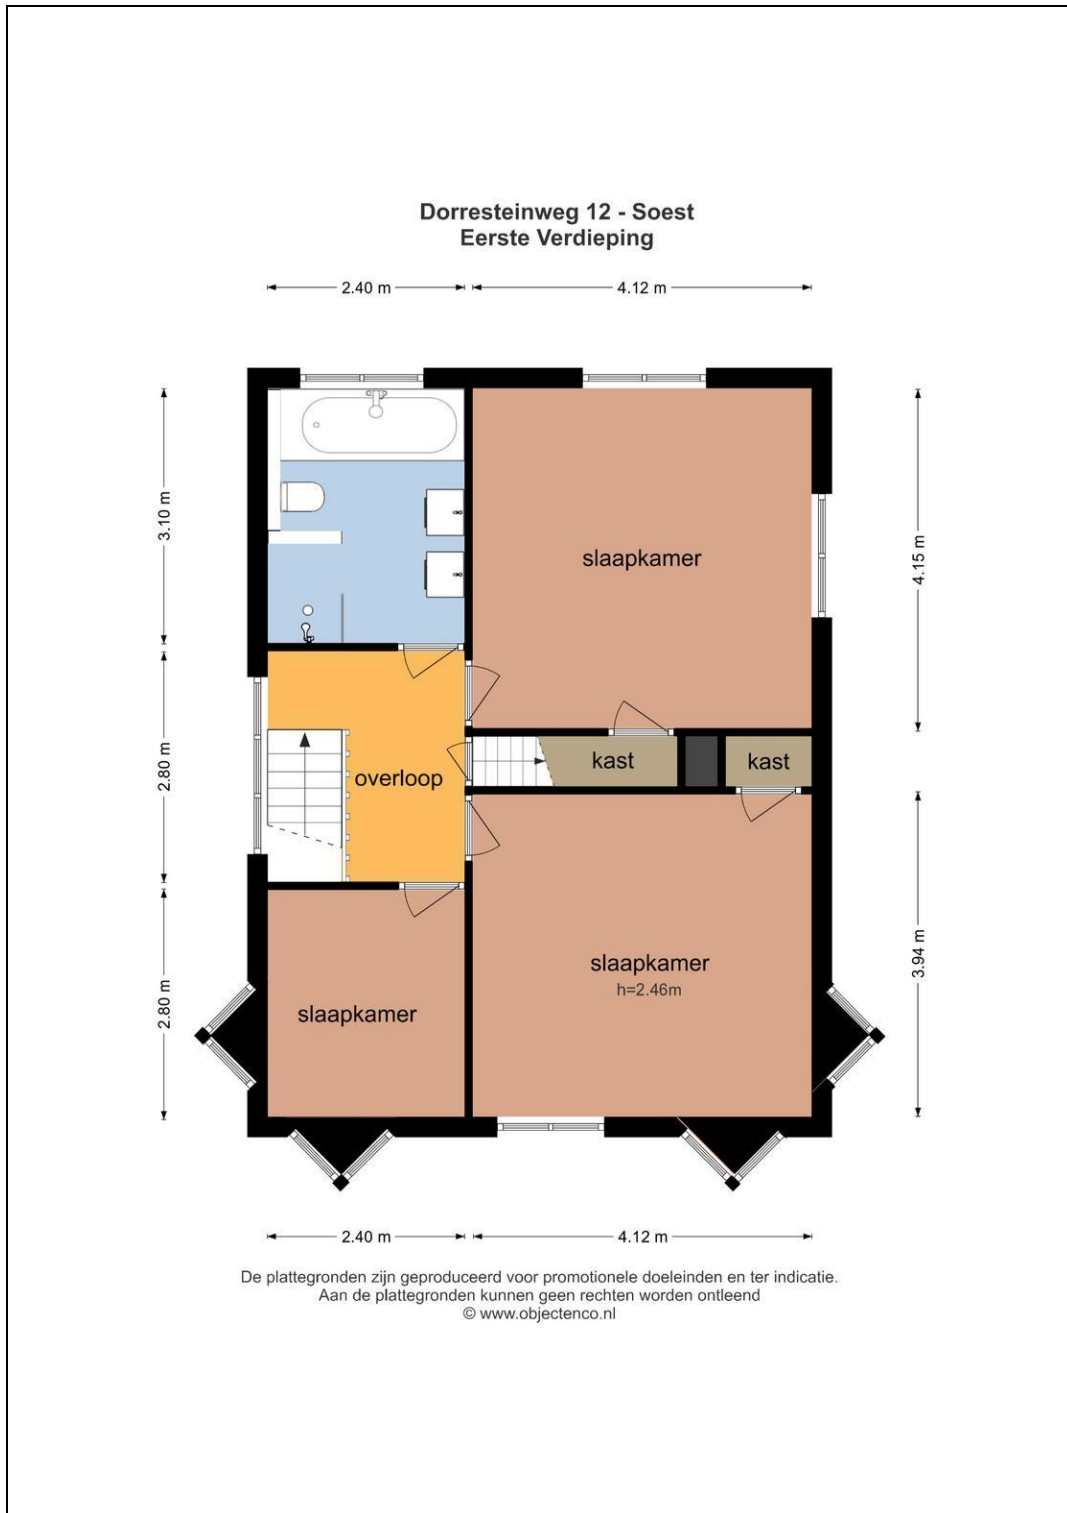 Dorresteinweg 12 - Soest
Eerste Verdieping
2.40 m
4.12 m
3.10 m
4.15 m
slaapkamer
2.80 m
overloop
kast
kast
slaapkamer
h=2.46m
3.94 m
2.80 m
slaapkamer
2.40 m
4.12 m
De plattegronden zijn geproduceerd voor promotionele doeleinden en ter indicatie.
Aan de plattegronden kunnen geen rechten worden ontleend
© www.objectenco.nl